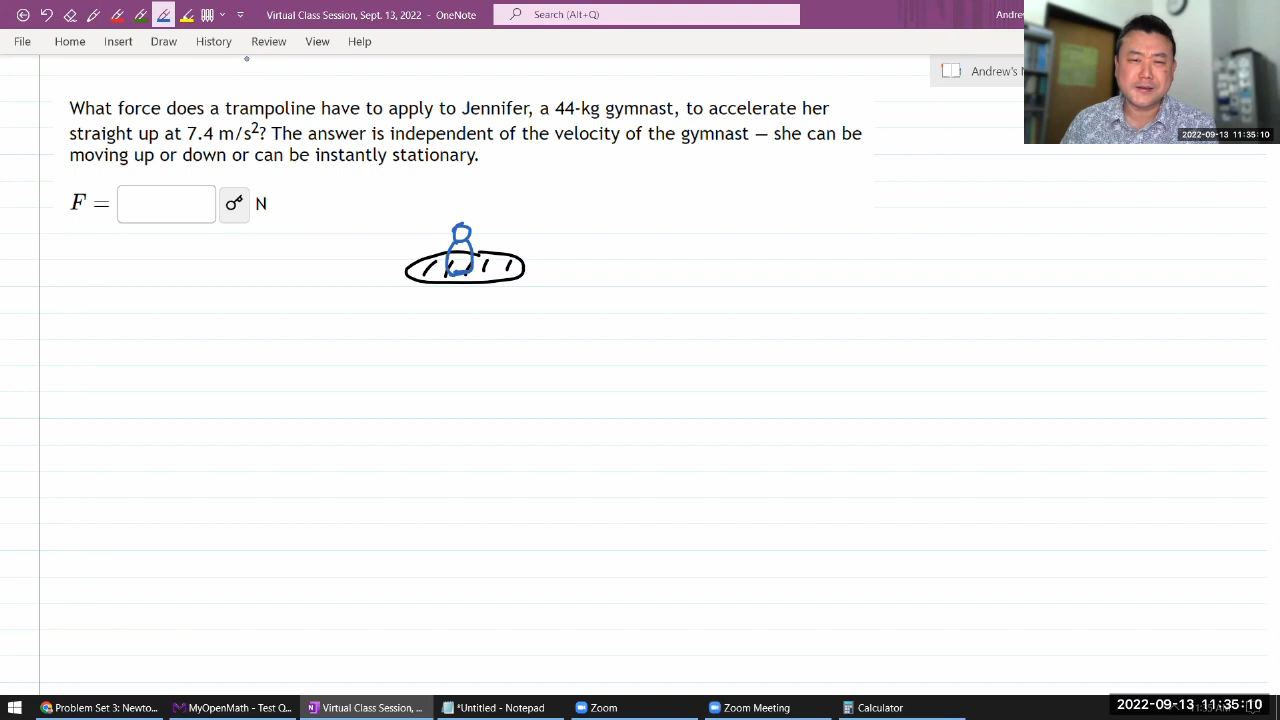 Virtual Class Session, Sept. 13, 2022 - OneNote
Search (Alt+Q)
Andrew
File Home Insert Draw History Review View Help
Andrew's N
What force does a trampoline have to apply to Jennifer, a 44-kg gymnast, to accelerate her
straight up at 7.4 m/s²? The answer is independent of the velocity of the gymnast — she can be
moving up or down or can be instantly stationary.
F = N
2022-09-13 11:35:10
Problem Set 3: Newto... MyOpenMath - Test Q... Virtual Class Session, ... *Untitled - Notepad Zoom Zoom Meeting Calculator
2022-09-13 11:35:10